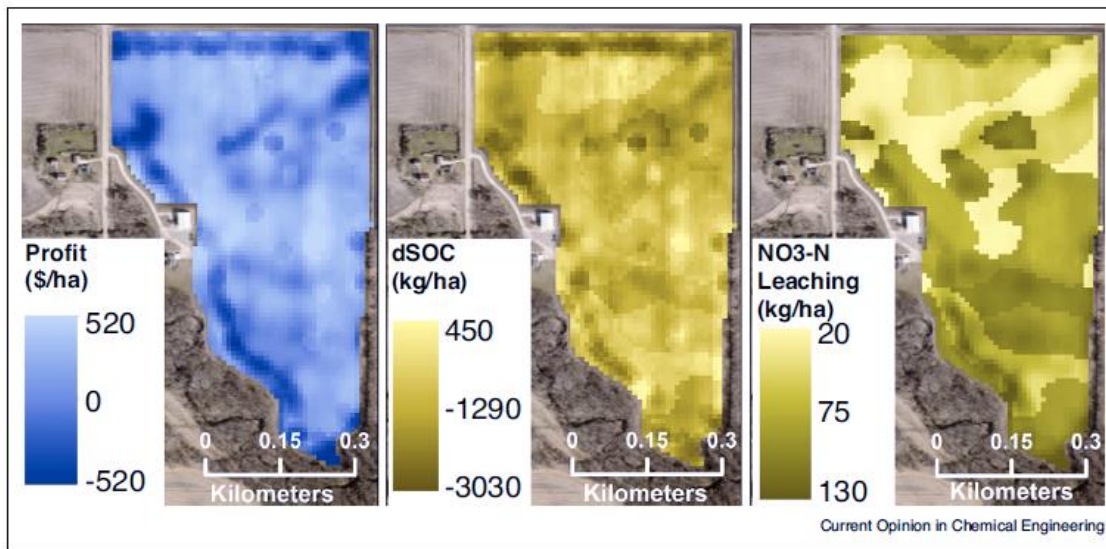 Profit
($/ha)
520
0
-520
0 0.15 0.3
Kilometers
dSOC
(kg/ha)
450
-1290
-3030
0 0.15 0.3
Kilometers
NO3-N
Leaching
(kg/ha)
20
75
130
0 0.15 0.3
Kilometers
Current Opinion in Chemical Engineering